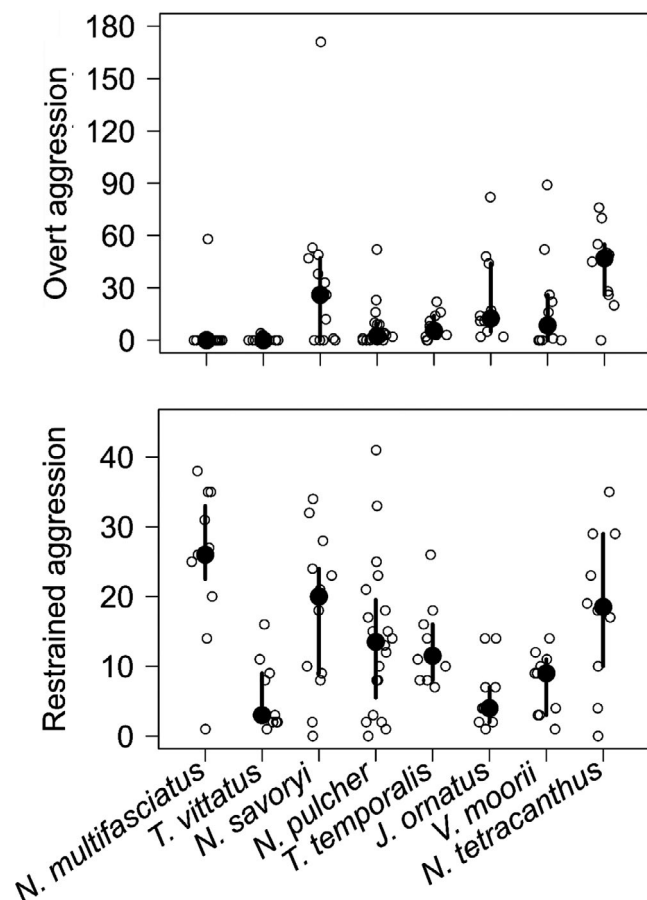 180
150
120
90
60
30
0
Overt aggression
40
30
20
10
0
Restrained aggression
N. multifasciatus
T. vittatus
N. savoryi
N. pulcher
T. temporalis
J. ornatus
V. moorii
N. tetracanthus